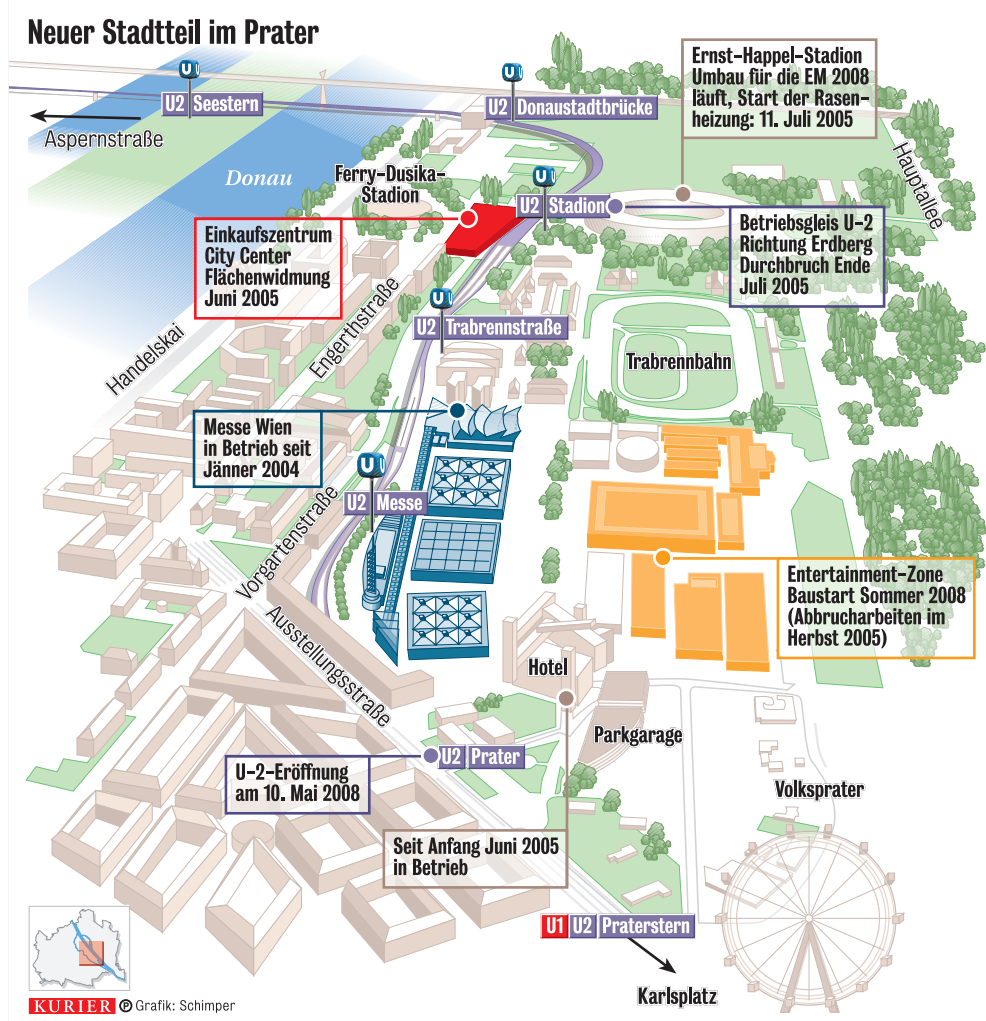 Neuer Stadtteil im Prater
U
U2 Seestern
U
U2 Donaustadtbrücke
Ernst-Happel-Stadion
Umbau für die EM 2008
läuft, Start der Rasen-
heizung: 11. Juli 2005
Aspernstraße
Donau
Ferry-Dusika-
Stadion
Hauptallee
U
U2 Stadion
Einkaufszentrum
City Center
Flächenwidmung
Juni 2005
Betriebsgleis U-2
Richtung Erdberg
Durchbruch Ende
Juli 2005
U
U2 Trabrennstraße
Handelskai
Engerthstraße
Trabrennbahn
Messe Wien
in Betrieb seit
Jänner 2004
U
U2 Messe
Vorgartenstraße
Ausstellungsstraße
Entertainment-Zone
Baustart Sommer 2008
(Abbrucharbeiten im
Herbst 2005)
Hotel
Parkgarage
U2 Prater
U-2-Eröffnung
am 10. Mai 2008
Volksprater
Seit Anfang Juni 2005
in Betrieb
U1 U2 Praterstern
Karlsplatz
KURIER P Grafik: Schimper